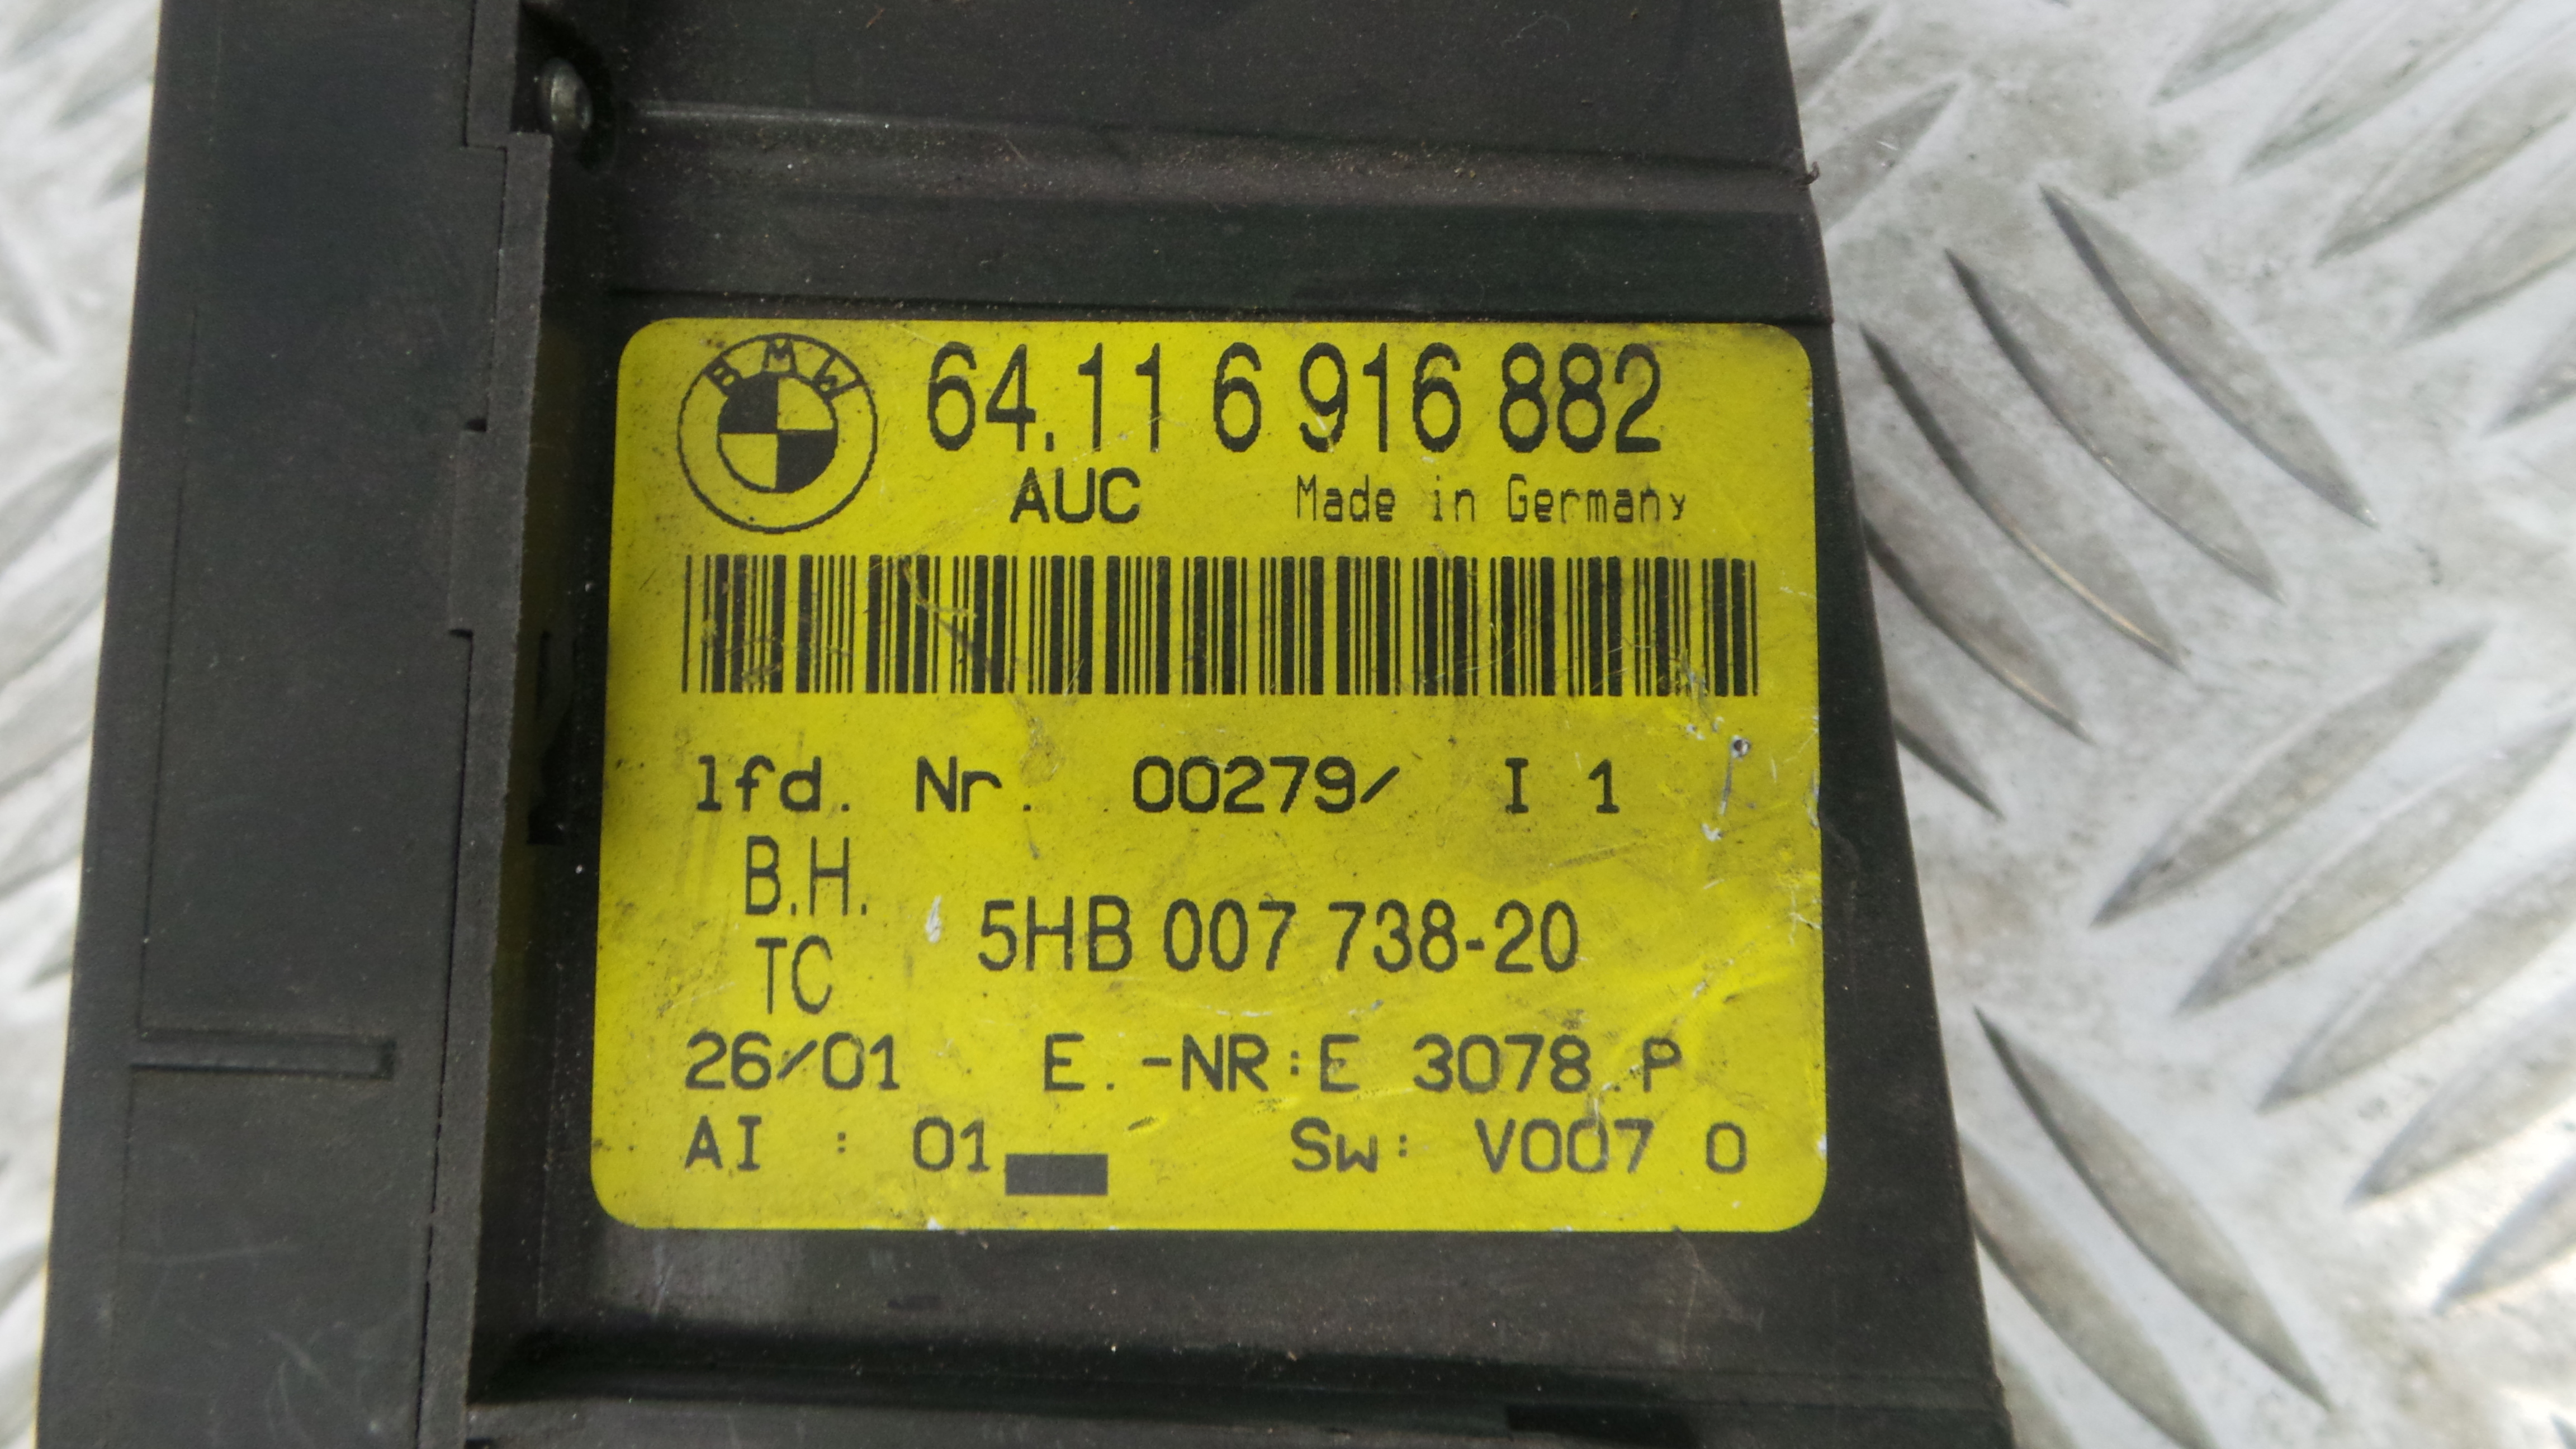 BMW 64.11 6 916 882
AUC Made in Germany
lfd. Nr. 00279/ I 1
B.H.
5HB 007 738-20
TC
26/01 E.-NR:E 3078.P
AI : 01 Sw: V007 0